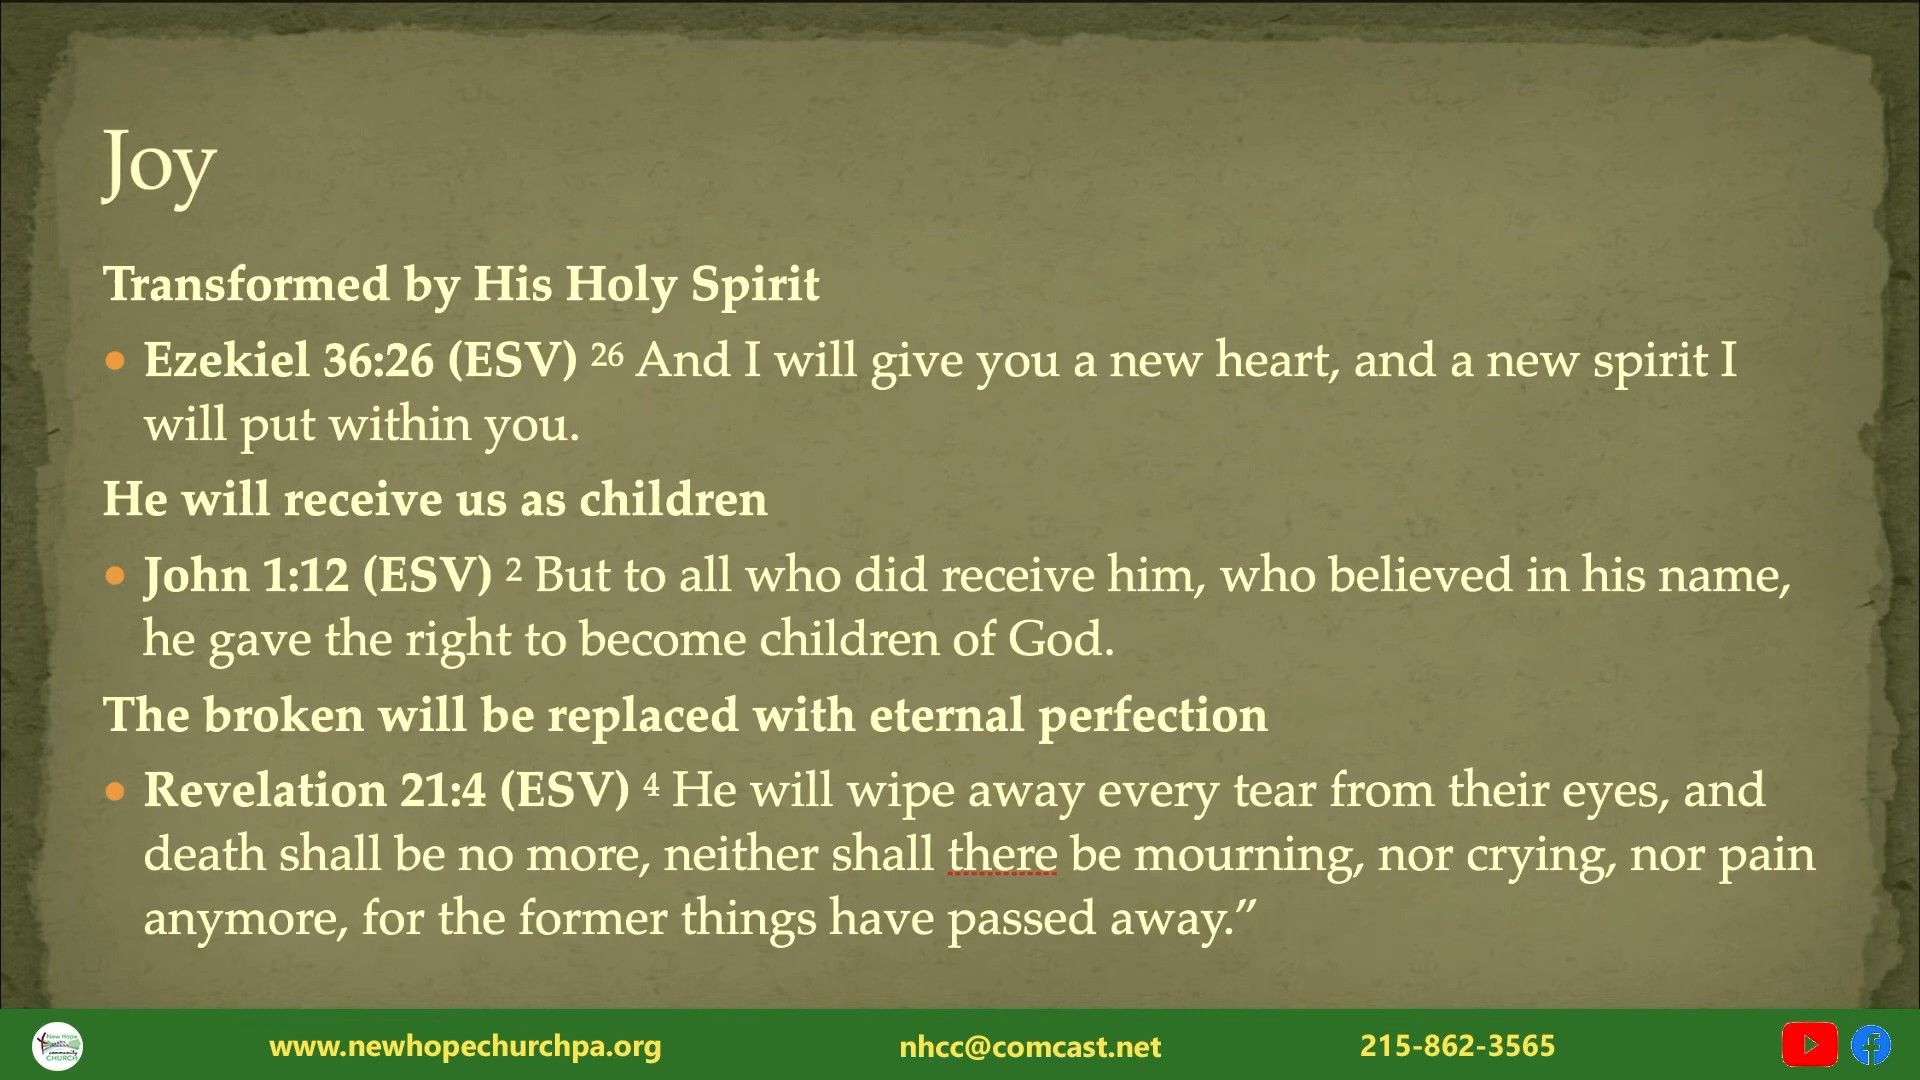 Joy
Transformed by His Holy Spirit
• Ezekiel 36:26 (ESV) 26 And I will give you a new heart, and a new spirit I
will put within you.
He will receive us as children
• John 1:12 (ESV) 2 But to all who did receive him, who believed in his name,
he gave the right to become children of God.
The broken will be replaced with eternal perfection
• Revelation 21:4 (ESV) 4 He will wipe away every tear from their eyes, and
death shall be no more, neither shall there be mourning, nor crying, nor pain
anymore, for the former things have passed away.”
New Hope
community
CHURCH
www.newhopechurchpa.org
nhcc@comcast.net
215-862-3565